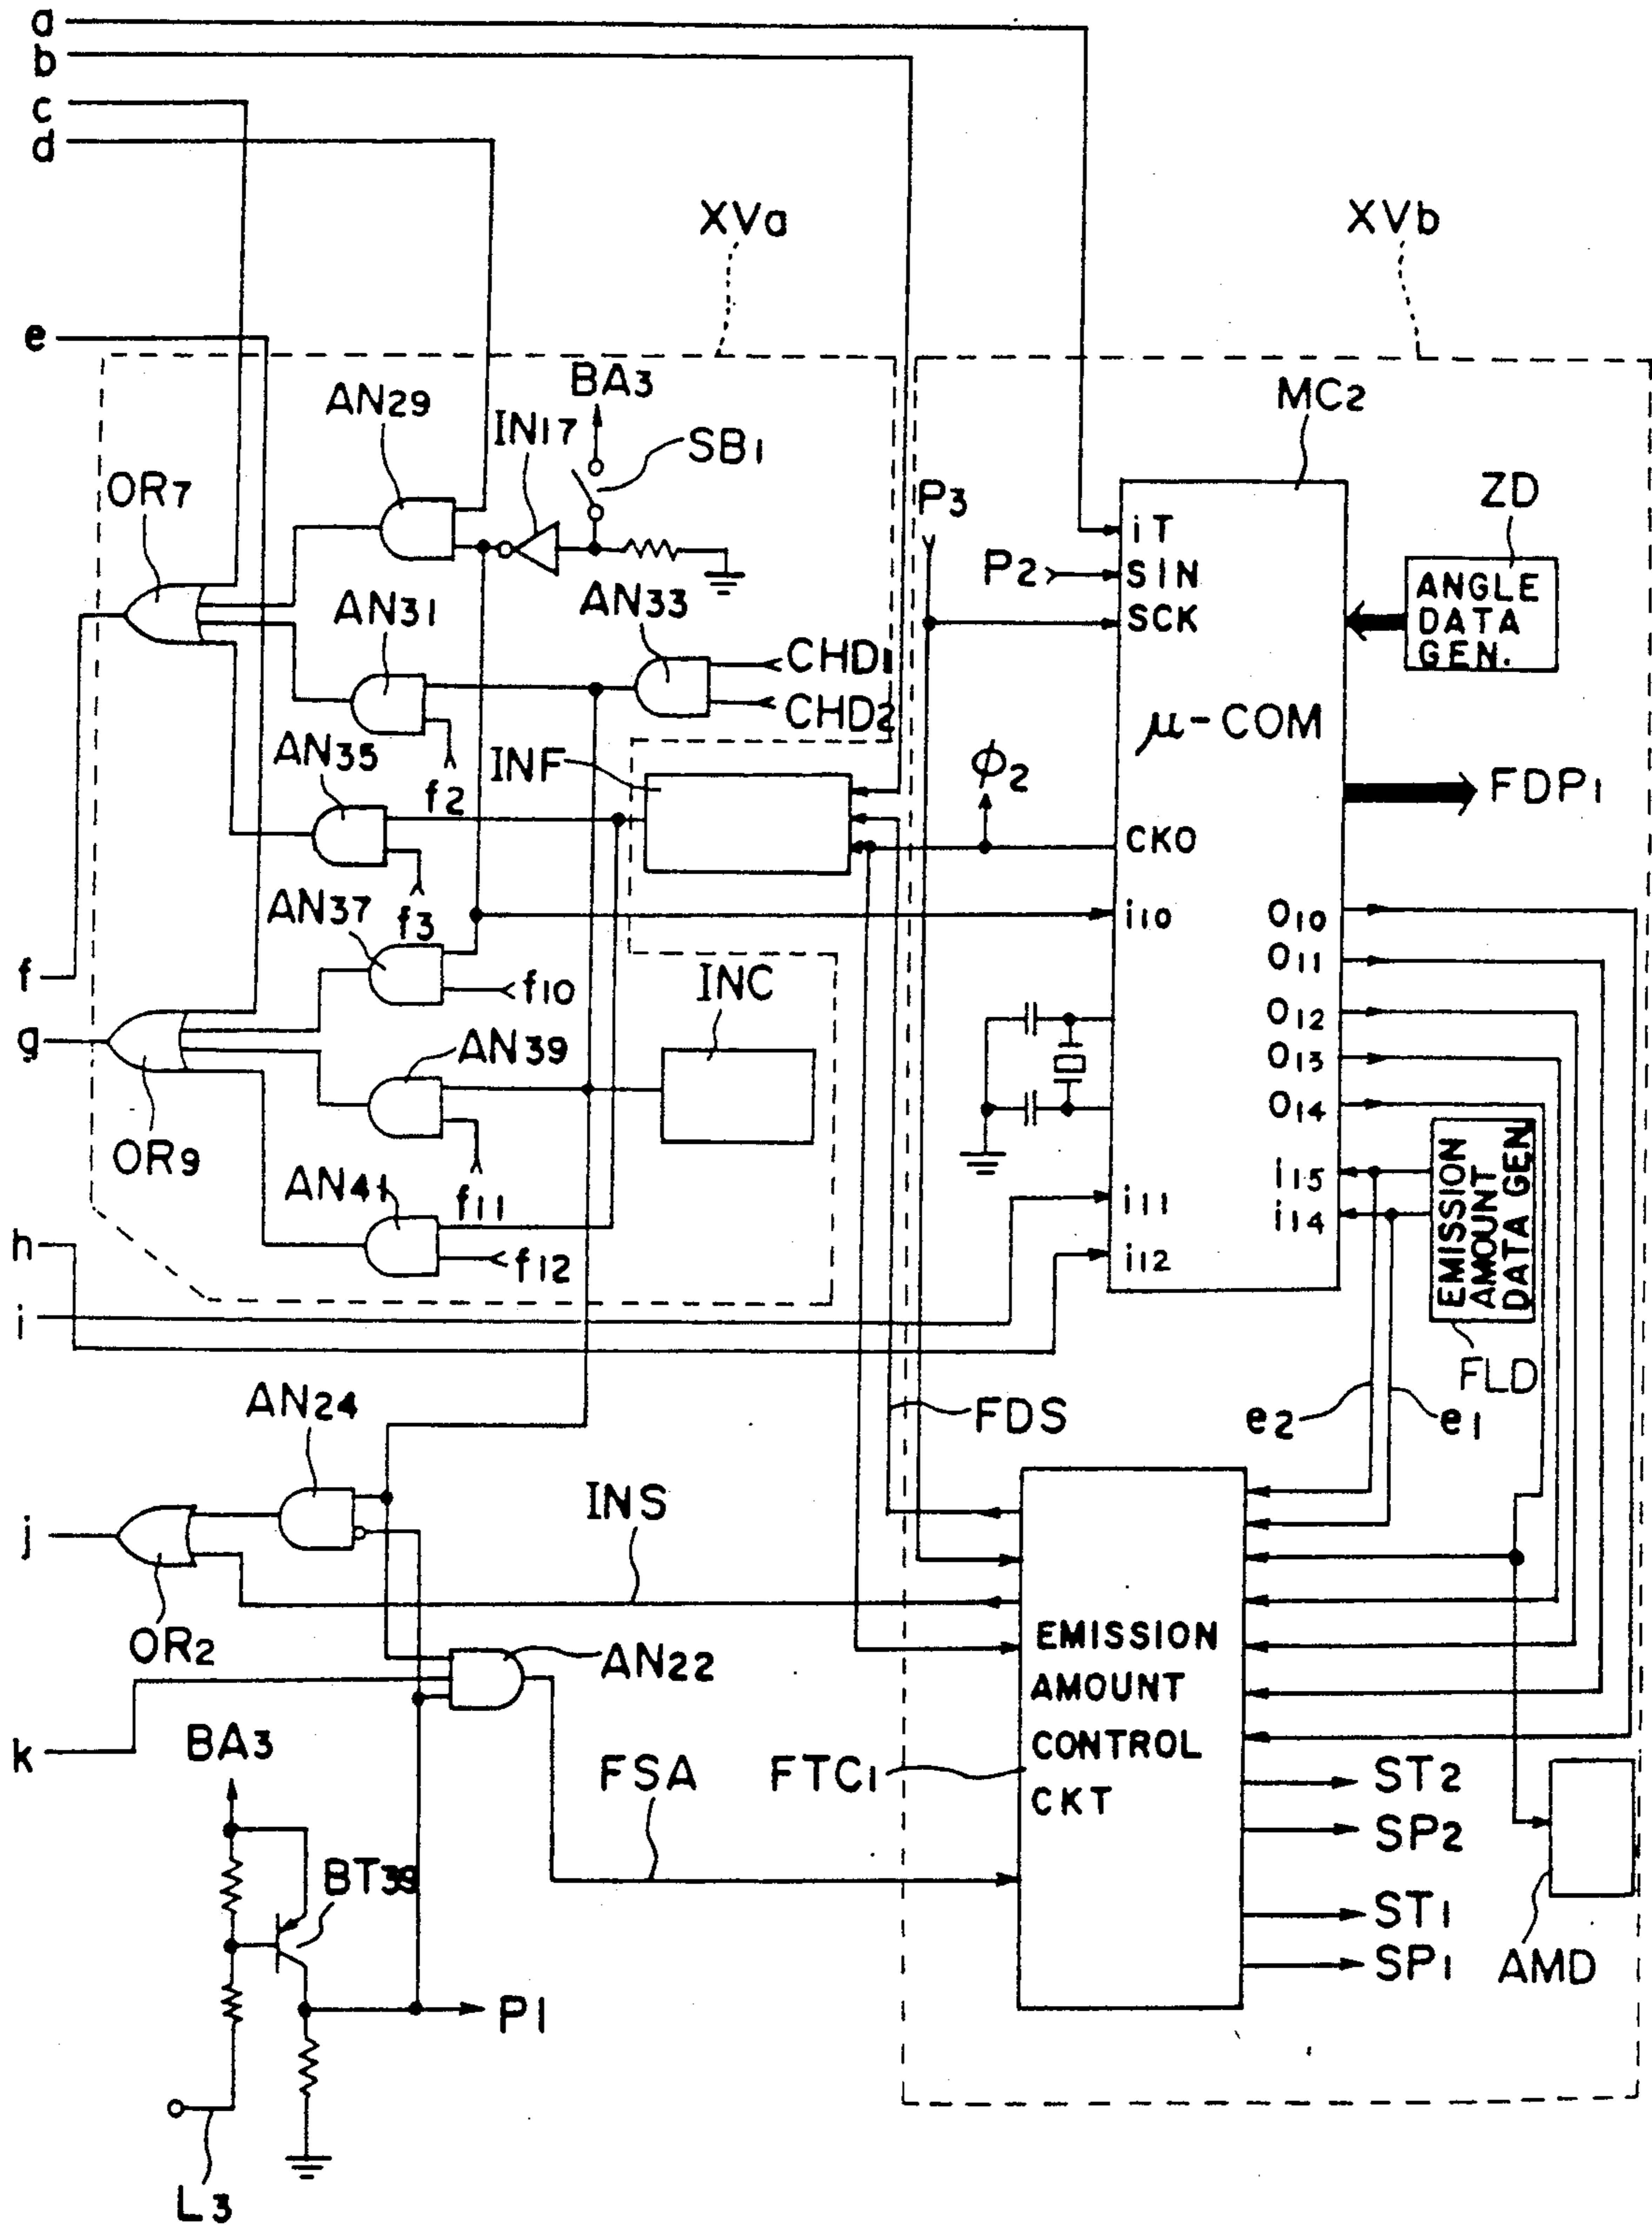 a
b
c
d
XVa
XVb
e
BA3
MC2
AN29
IN17
SB1
ZD
OR7
P3
iT
P2
SIN
ANGLE
DATA
GEN.
AN31
AN33
SCK
CHD1
CHD2
μ-COM
AN35
INF
ϕ2
FDP1
f2
CKO
AN37
f3
i10
O10
O11
f
f10
INC
O12
g
AN39
O13
O14
OR9
f11
i15
EMISSION
AMOUNT
DATA GEN
AN41
i11
i14
h
f12
i12
i
FLD
AN24
FDS
e2
e1
INS
j
OR2
AN22
EMISSION
AMOUNT
CONTROL
CKT
k
BA3
FSA
FTC1
ST2
SP2
BT39
ST1
SP1
AMD
P1
L3